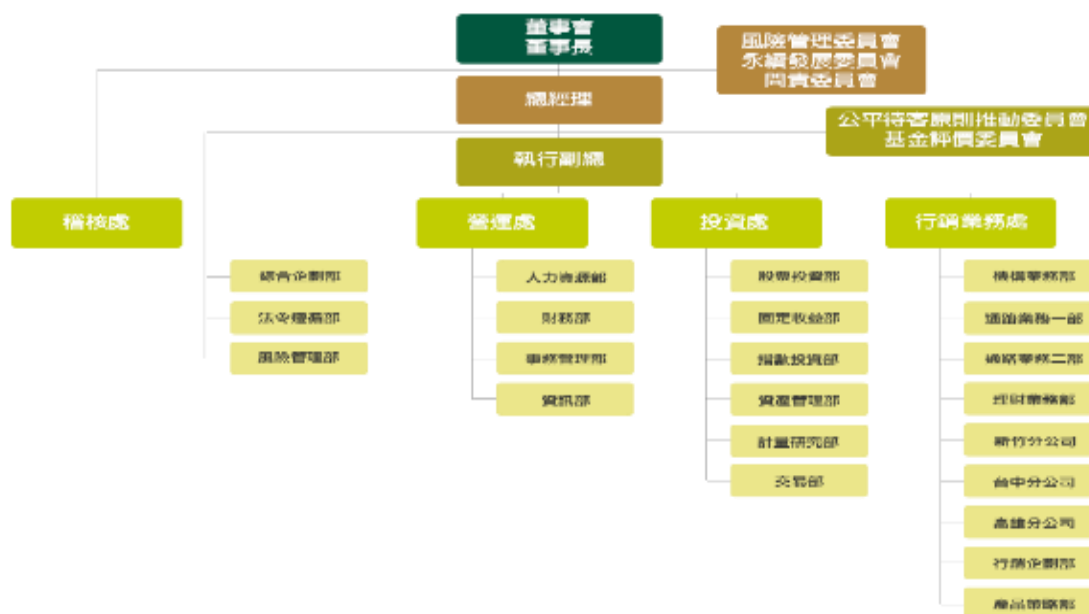 董事會
董事長
風險管理委員會
永續發展委員會
問責委員會
總經理
公平待客原則推動委員會
基金評價委員會
執行副總
稽核處
營運處
投資處
行銷業務處
綜合企劃部
法令遵循部
風險管理部
人力資源部
財務部
事務管理部
資訊部
股票投資部
固定收益部
指數投資部
資產管理部
計量研究部
交易部
機構業務部
通路業務一部
通路業務二部
理財業務部
新竹分公司
台中分公司
高雄分公司
行銷企劃部
產品策略部